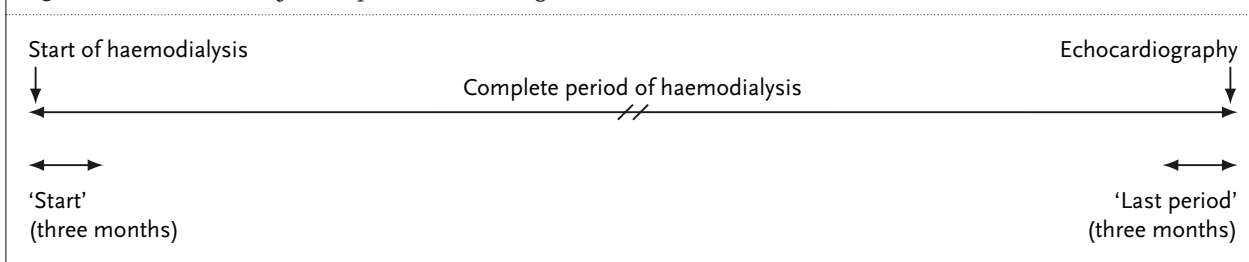 Start of haemodialysis
Echocardiography
Complete period of haemodialysis
‘Start’
(three months)
‘Last period’
(three months)